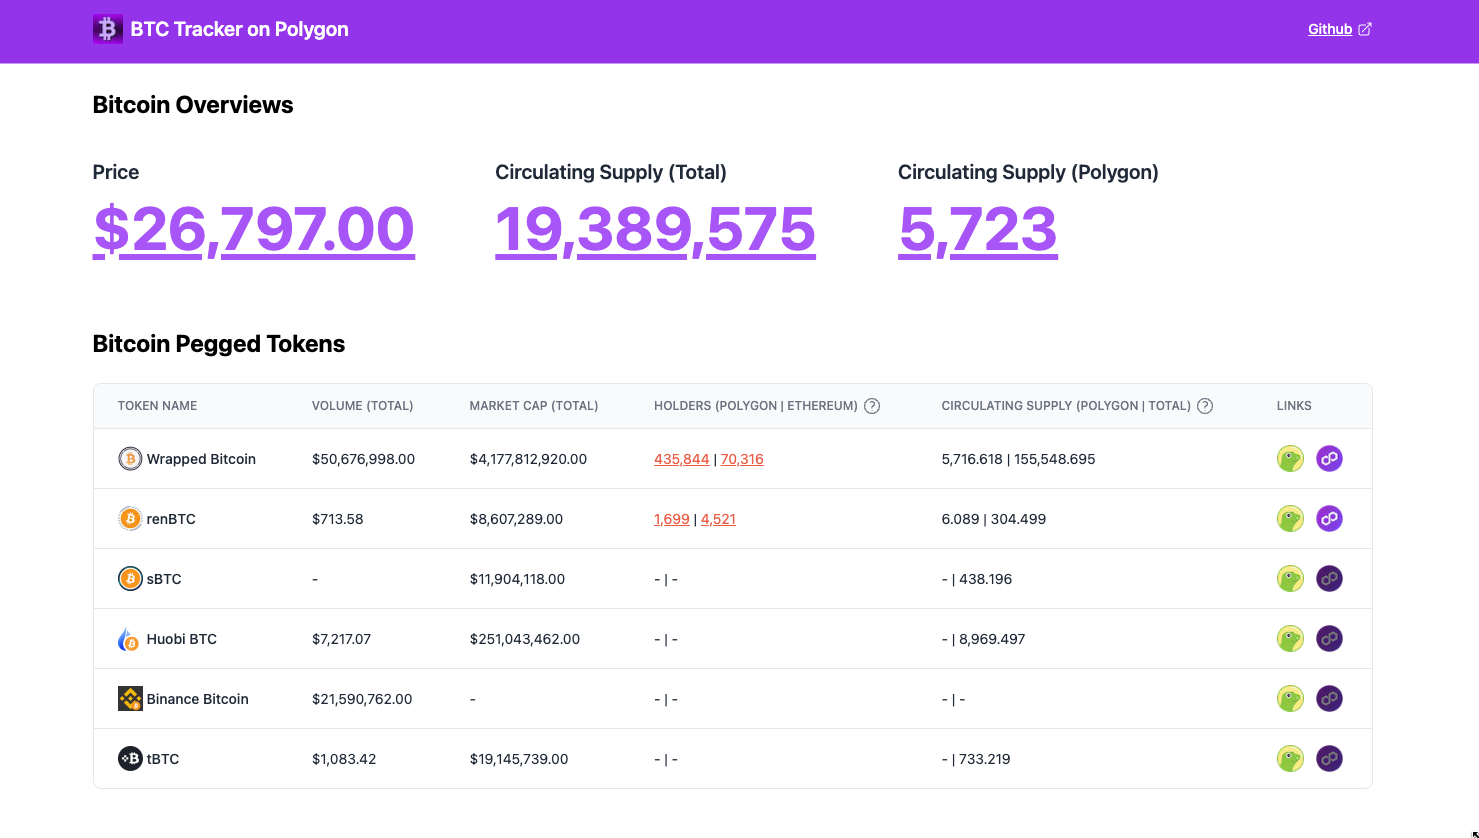 BTC Tracker on Polygon
Github
Bitcoin Overviews
Price
Circulating Supply (Total)
Circulating Supply (Polygon)
$26,797.00
19,389,575
5,723
Bitcoin Pegged Tokens
TOKEN NAME VOLUME (TOTAL) MARKET CAP (TOTAL) HOLDERS (POLYGON | ETHEREUM) ? CIRCULATING SUPPLY (POLYGON | TOTAL) ? LINKS
Wrapped Bitcoin $50,676,998.00 $4,177,812,920.00 435,844 | 70,316 5,716.618 | 155,548.695
renBTC $713.58 $8,607,289.00 1,699 | 4,521 6.089 | 304.499
sBTC - $11,904,118.00 - | - - | 438.196
Huobi BTC $7,217.07 $251,043,462.00 - | - - | 8,969.497
Binance Bitcoin $21,590,762.00 - - | - - | -
tBTC $1,083.42 $19,145,739.00 - | - - | 733.219